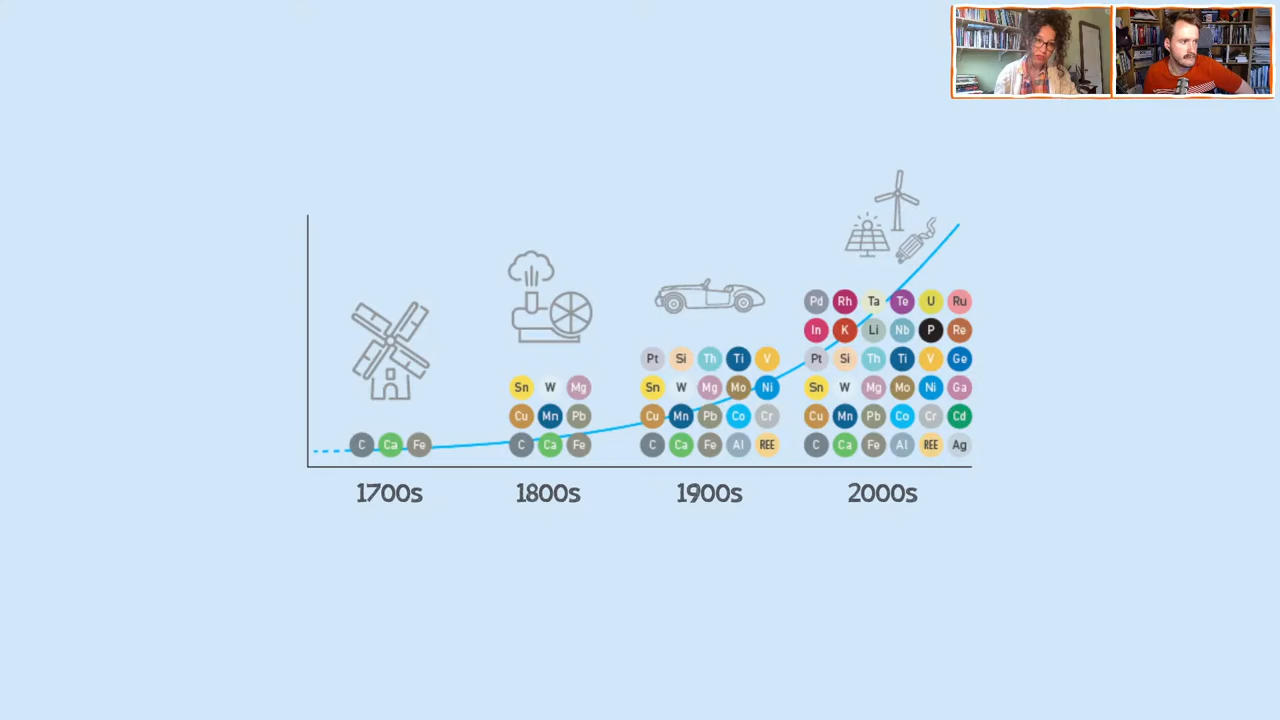 Pd Rh Ta Te U Ru
In K Li Nb P Re
Pt Si Th Ti V
Pt Si Th Ti V Ge
Sn W Mg
Sn W Mg Mo Ni
Sn W Mg Mo Ni Ga
Cu Mn Pb
Cu Mn Pb Co Cr
Cu Mn Pb Co Cr Cd
C Ca Fe
C Ca Fe
C Ca Fe Al REE
C Ca Fe Al REE Ag
1700s
1800s
1900s
2000s